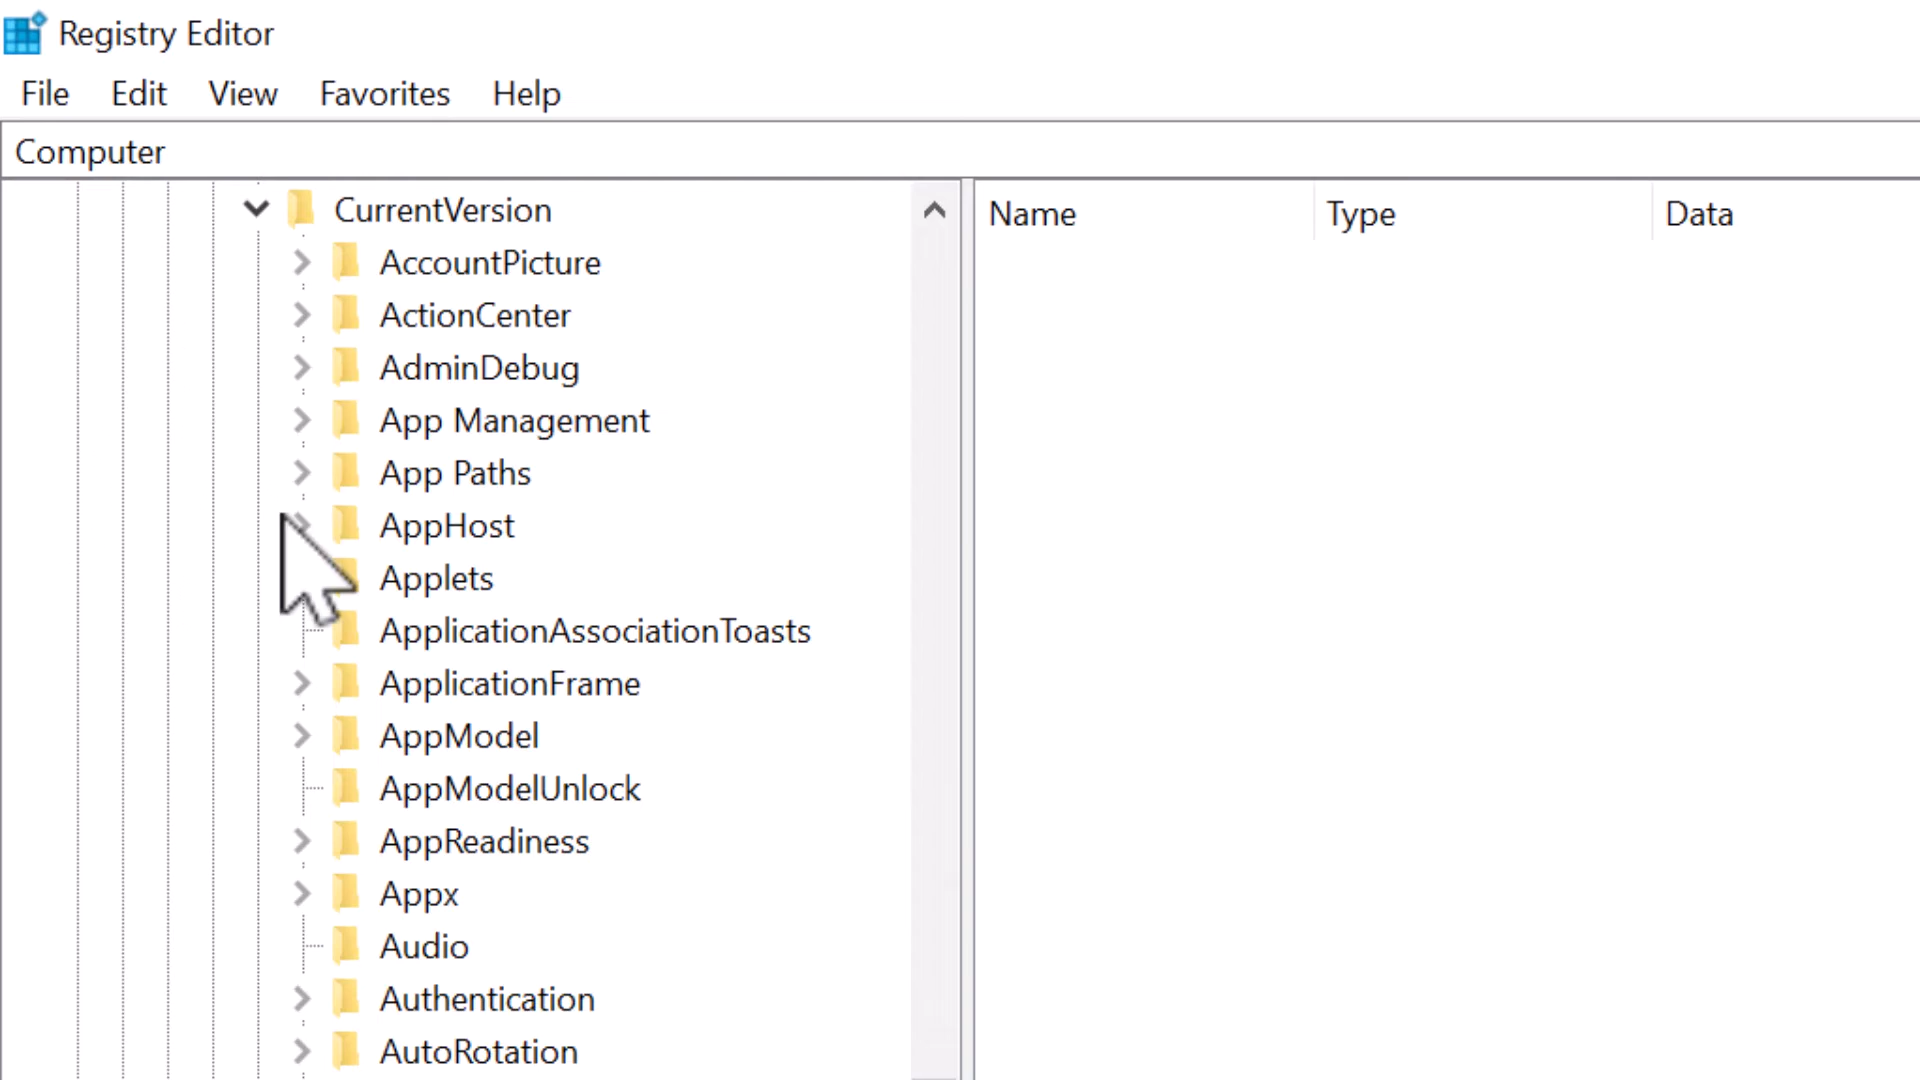 Registry Editor
File Edit View Favorites Help
Computer
CurrentVersion
AccountPicture
ActionCenter
AdminDebug
App Management
App Paths
AppHost
Applets
ApplicationAssociationToasts
ApplicationFrame
AppModel
AppModelUnlock
AppReadiness
Appx
Audio
Authentication
AutoRotation
Name Type Data